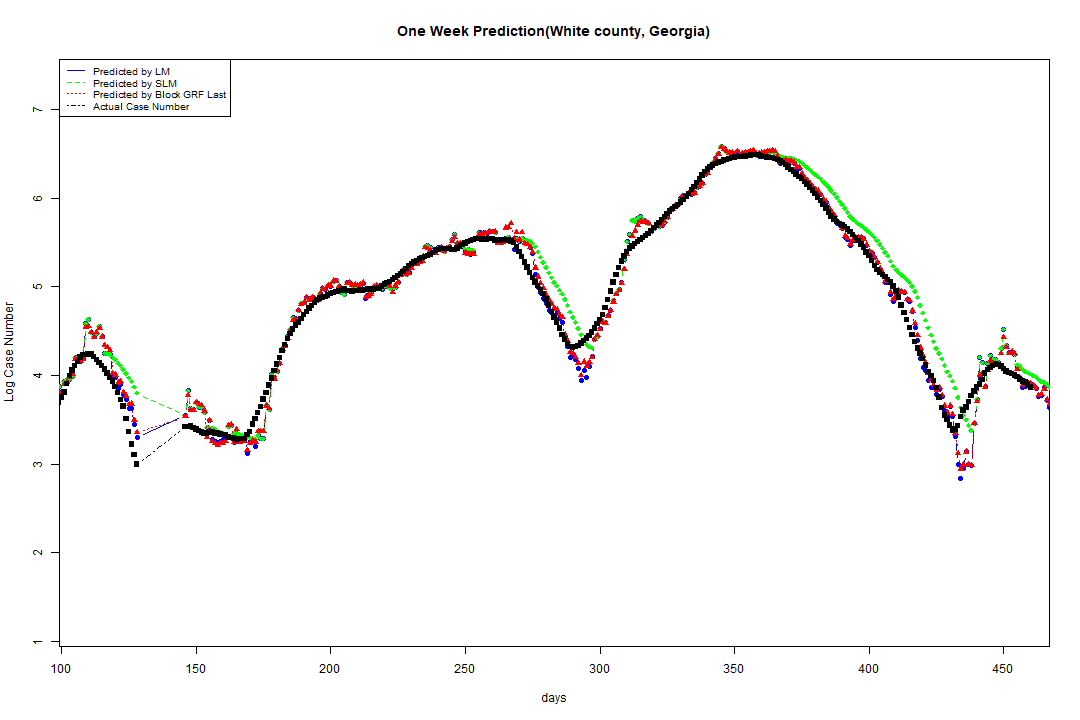 One Week Prediction(White county, Georgia)
Predicted by LM
Predicted by SLM
Predicted by Block GRF Last
Actual Case Number
Log Case Number
7
6
5
4
3
2
1
100 150 200 250 300 350 400 450
days